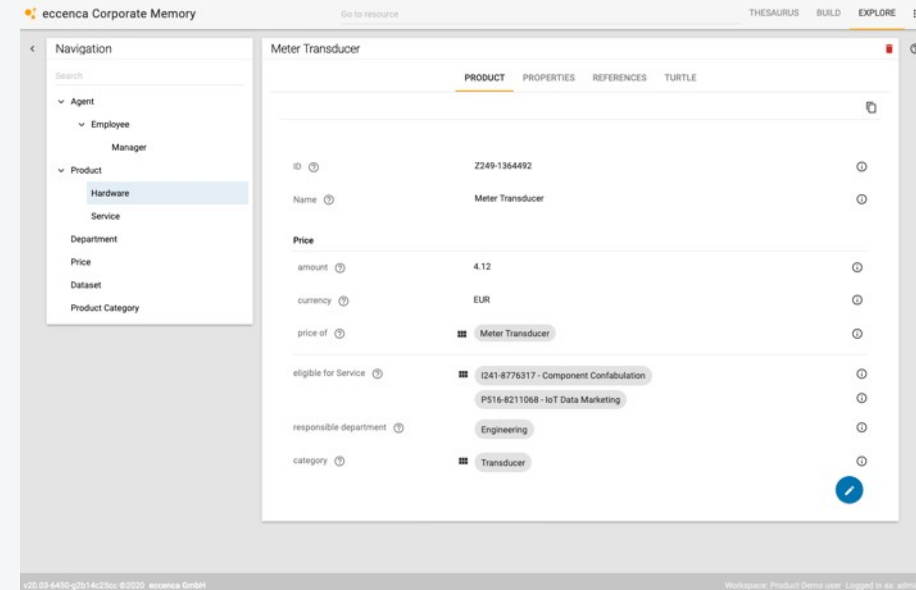 eccenca Corporate Memory
Go to resource
THESAURUS BUILD EXPLORE
Navigation
Search
Agent
Employee
Manager
Product
Hardware
Service
Department
Price
Dataset
Product Category
Meter Transducer
PRODUCT PROPERTIES REFERENCES TURTLE
ID Z249-1364492
Name Meter Transducer
Price
amount 4.12
currency EUR
price of Meter Transducer
eligible for Service I241-8776317 - Component Confabulation
P516-8211068 - IoT Data Marketing
responsible department Engineering
category Transducer
v20.03-6450-g2b14c25cc ©2020 eccenca GmbH
Workspace: Product Demo user Logged in as: admi